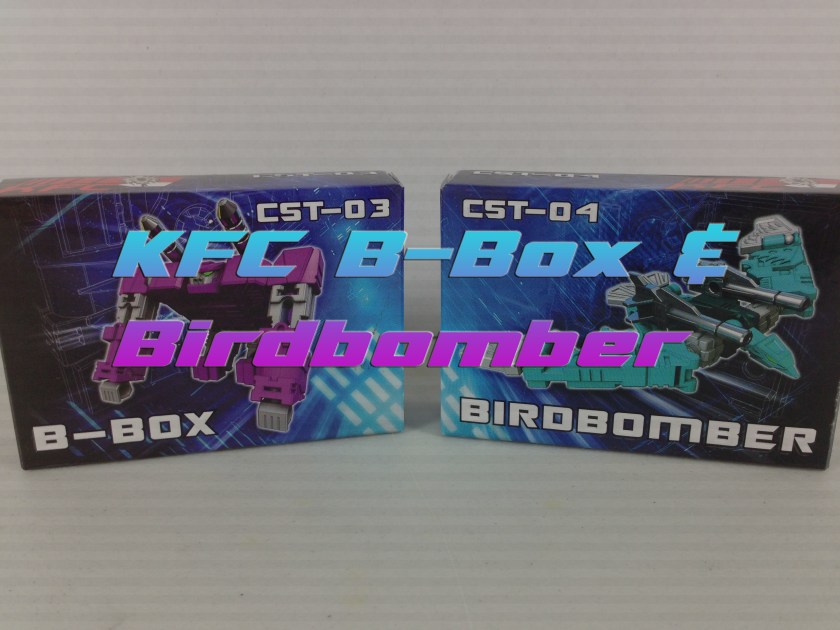 CST-03
CST-04
KFC B-Box &
Birdbomber
B-BOX
BIRDBOMBER